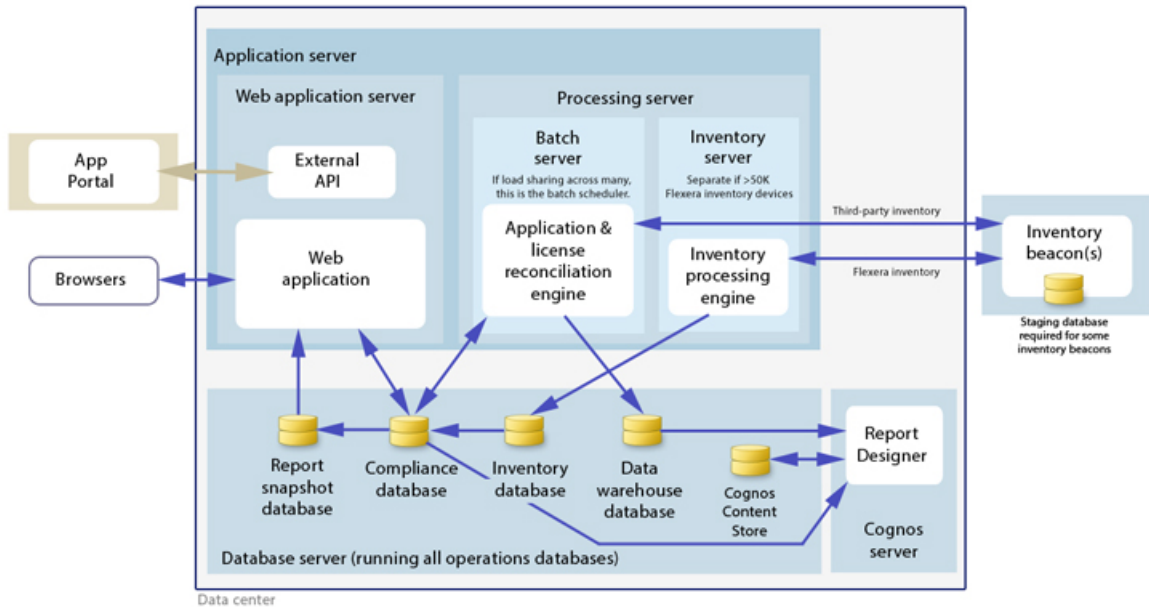 Application server
Web application server
Processing server
Batch
server
If load sharing across many,
this is the batch scheduler.
Inventory
server
Separate if >50K
Flexera inventory devices
App
Portal
External
API
Browsers
Web
application
Application &
license
reconciliation
engine
Inventory
processing
engine
Third-party inventory
Flexera inventory
Inventory
beacon(s)
Staging database
required for some
inventory beacons
Report
snapshot
database
Compliance
database
Inventory
database
Data
warehouse
database
Cognos
Content
Store
Report
Designer
Cognos
server
Database server (running all operations databases)
Data center